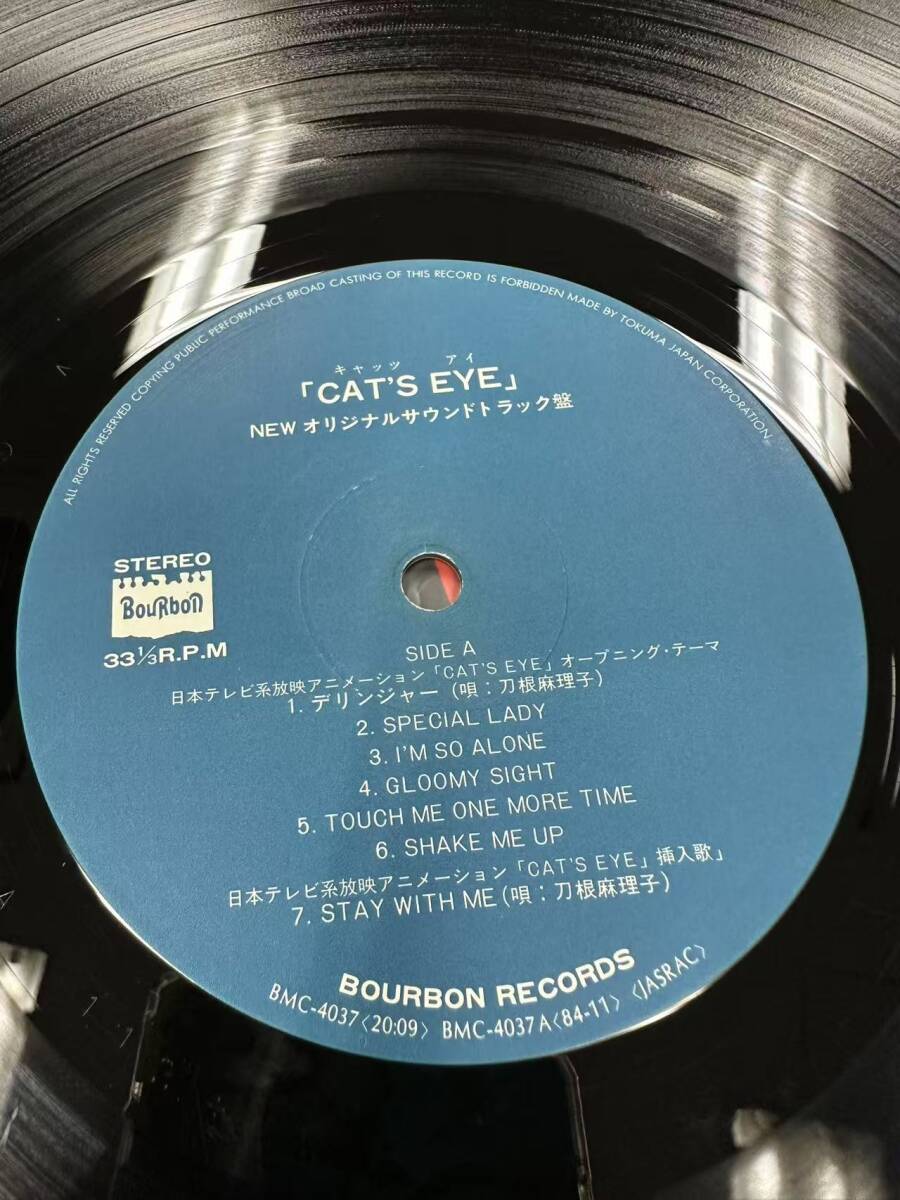 ALL RIGHTS RESERVED COPYING PUBLIC PERFORMANCE BROAD CASTING OF THIS RECORD IS FORBIDDEN MADE BY TOKUMA JAPAN CORPORATION.
キャッツ アイ
「CAT'S EYE」
NEW オリジナルサウンドトラック盤
STEREO
BouRboN
33⅓R.P.M
SIDE A
日本テレビ系放映アニメーション「CAT'S EYE」オープニング・テーマ
1. デリンジャー (唄：刀根麻理子)
2. SPECIAL LADY
3. I'M SO ALONE
4. GLOOMY SIGHT
5. TOUCH ME ONE MORE TIME
6. SHAKE ME UP
日本テレビ系放映アニメーション「CAT'S EYE」挿入歌」
7. STAY WITH ME (唄：刀根麻理子)
BOURBON RECORDS
BMC-4037〈20:09〉 BMC-4037A〈84-11〉〈JASRAC〉